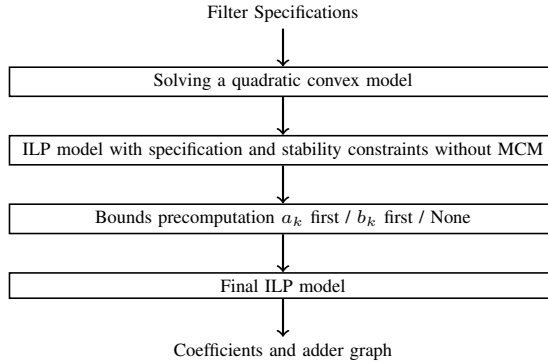 Filter Specifications
Solving a quadratic convex model
ILP model with specification and stability constraints without MCM
Bounds precomputation a_k first / b_k first / None
Final ILP model
Coefficients and adder graph